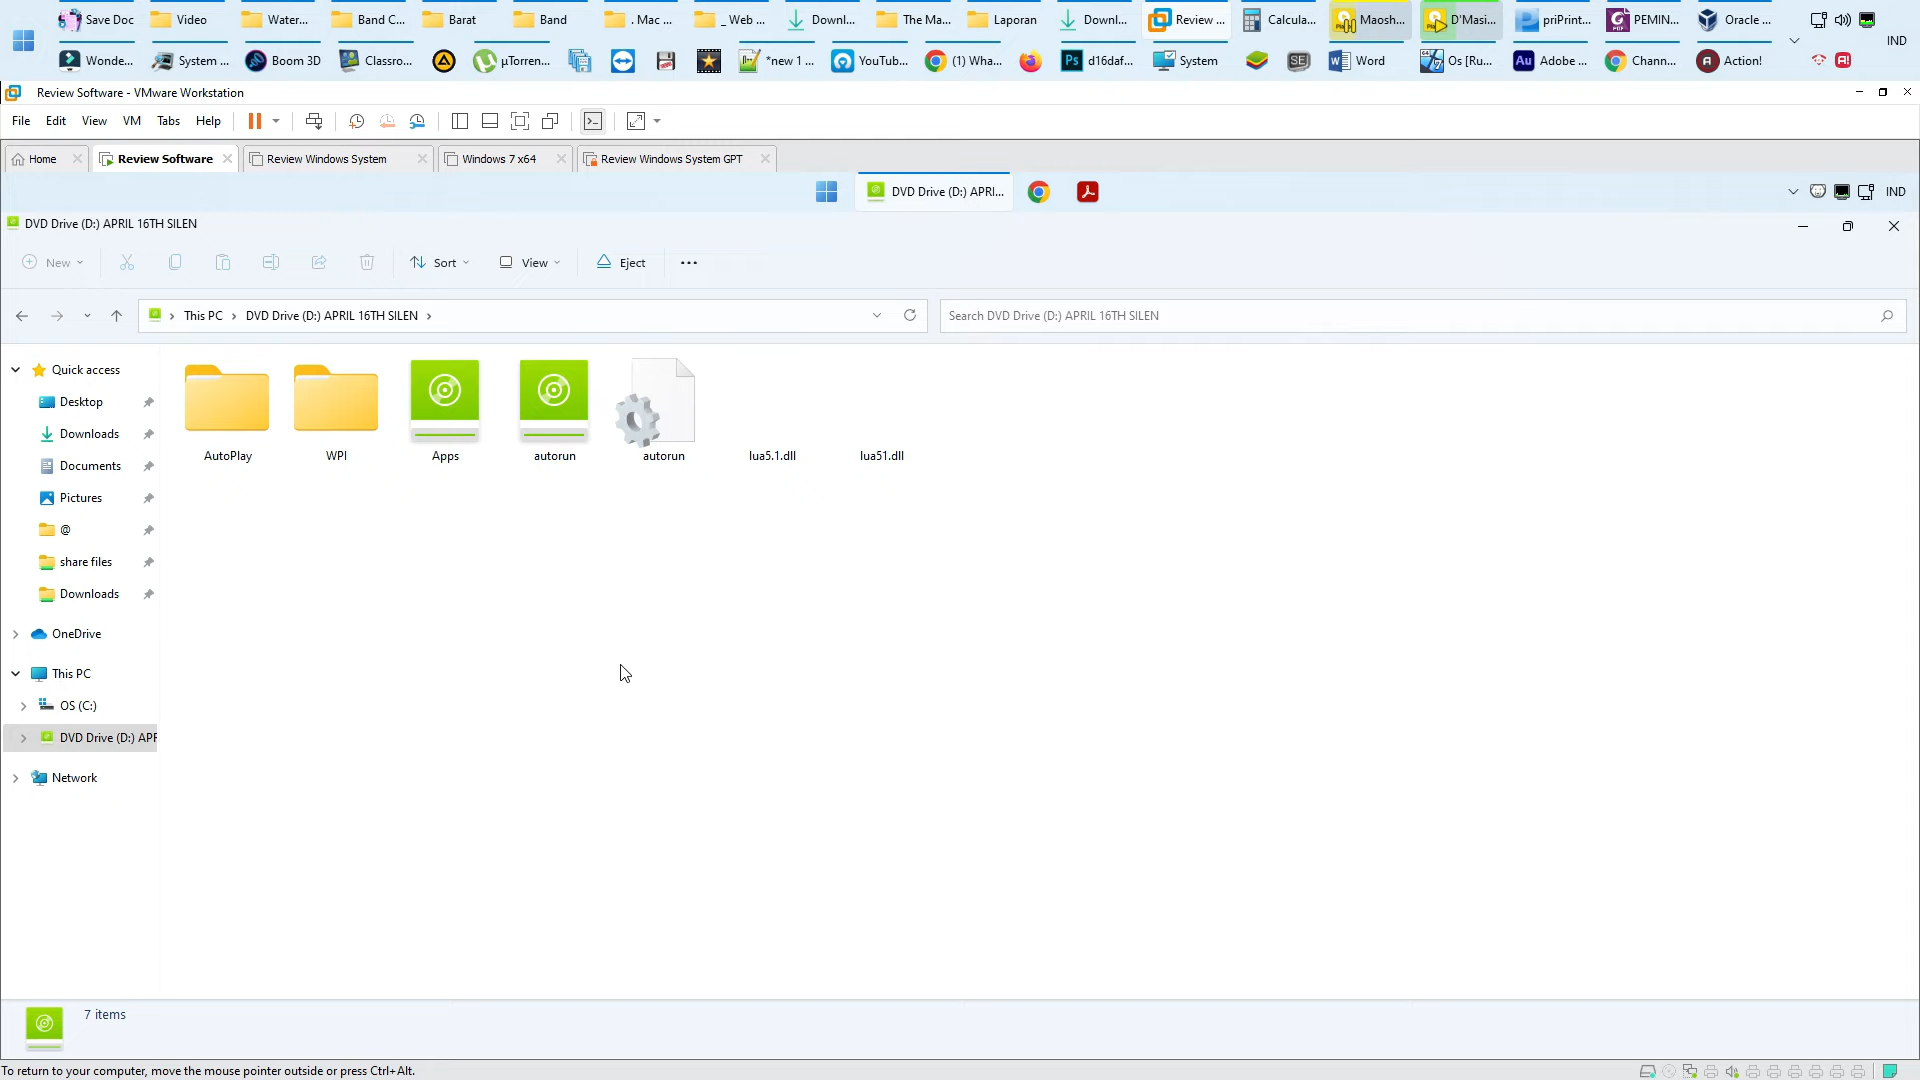 Save Doc Video Water... Band C... Barat Band . Mac ... _ Web ... Downl... The Ma... Laporan Downl... Review ... Calcula... Maosh... D'Masi... priPrint... PEMIN... Oracle ...
IND
Wonde... System ... Boom 3D Classro... µTorren... *new 1 ... YouTub... (1) Wha... Ps d16daf... System SE Word Os [Ru... Au Adobe ... Chann... Action!
Review Software - VMware Workstation
File Edit View VM Tabs Help
Home Review Software Review Windows System Windows 7 x64 Review Windows System GPT
DVD Drive (D:) APRI... IND
DVD Drive (D:) APRIL 16TH SILEN
New Sort View Eject
This PC DVD Drive (D:) APRIL 16TH SILEN Search DVD Drive (D:) APRIL 16TH SILEN
Quick access
Desktop
Downloads
Documents
Pictures
@
share files
Downloads
OneDrive
This PC
OS (C:)
DVD Drive (D:) APR
Network
AutoPlay WPI Apps autorun autorun lua5.1.dll lua51.dll
7 items
To return to your computer, move the mouse pointer outside or press Ctrl+Alt.